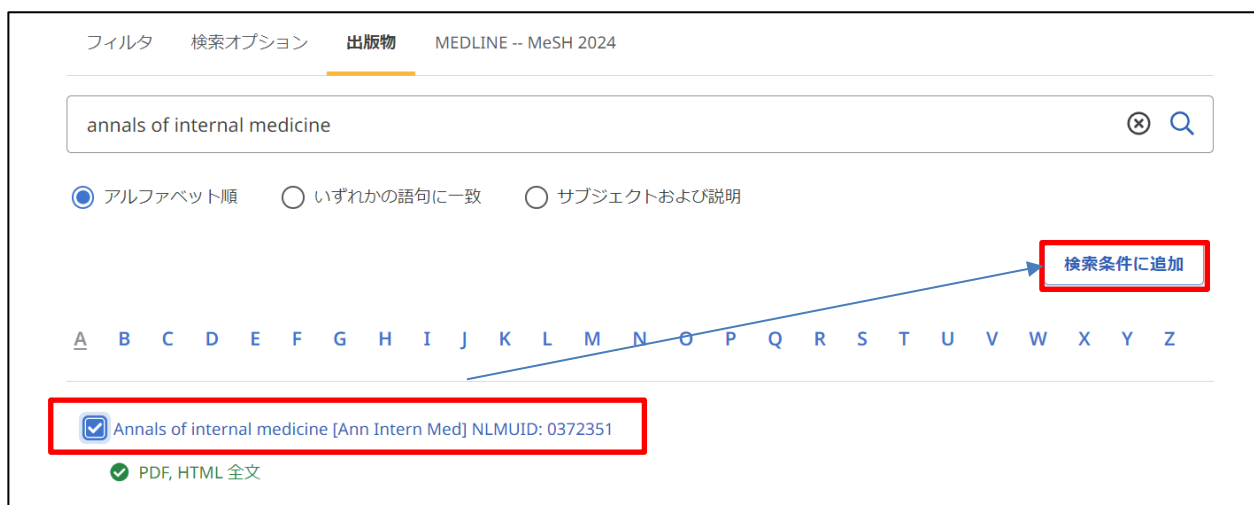 フィルタ 検索オプション 出版物 MEDLINE -- MeSH 2024
annals of internal medicine
アルファベット順 いずれかの語句に一致 サブジェクトおよび説明
検索条件に追加
A B C D E F G H I J K L M N O P Q R S T U V W X Y Z
Annals of internal medicine [Ann Intern Med] NLMUID: 0372351
PDF, HTML 全文